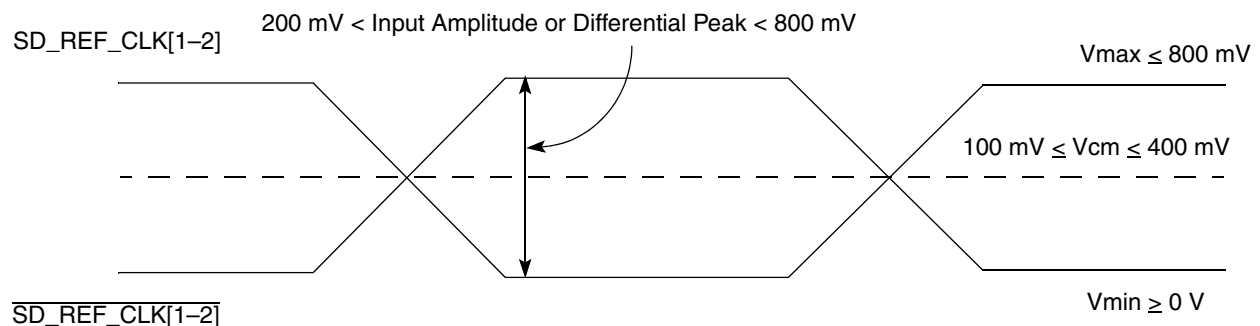 200 mV < Input Amplitude or Differential Peak < 800 mV
SD_REF_CLK[1–2]
Vmax ≤ 800 mV
100 mV ≤ Vcm ≤ 400 mV
Vmin ≥ 0 V
S̅D̅_̅R̅E̅F̅_̅C̅L̅K̅[̅1̅–̅2̅]̅